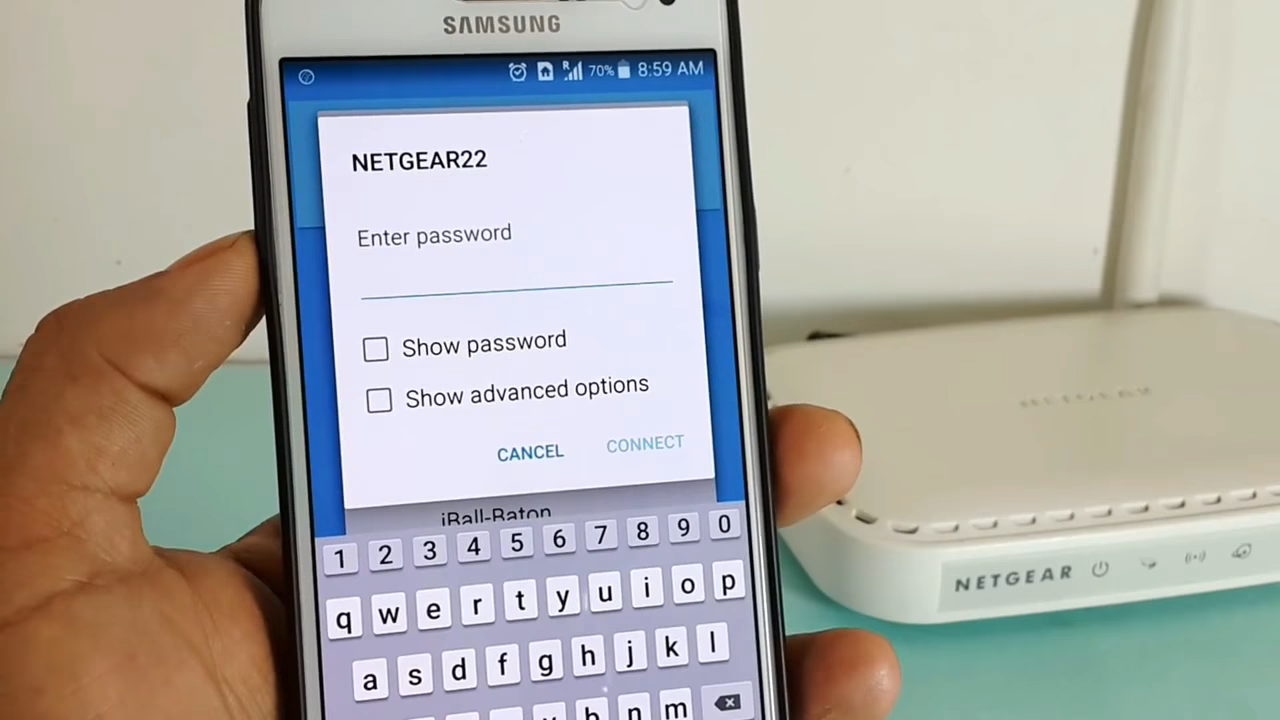 SAMSUNG
R 70% 8:59 AM
NETGEAR22
Enter password
Show password
Show advanced options
CANCEL CONNECT
iBall-Baton
1 2 3 4 5 6 7 8 9 0
q w e r t y u i o p
a s d f g h j k l
v b n m
NETGEAR
NETGEAR